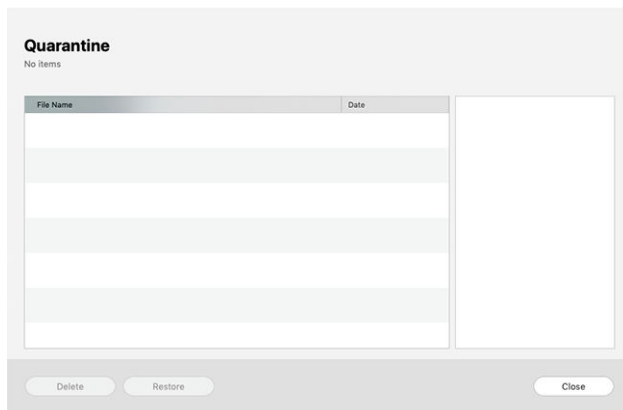 Quarantine
No items
File Name Date
Delete Restore Close